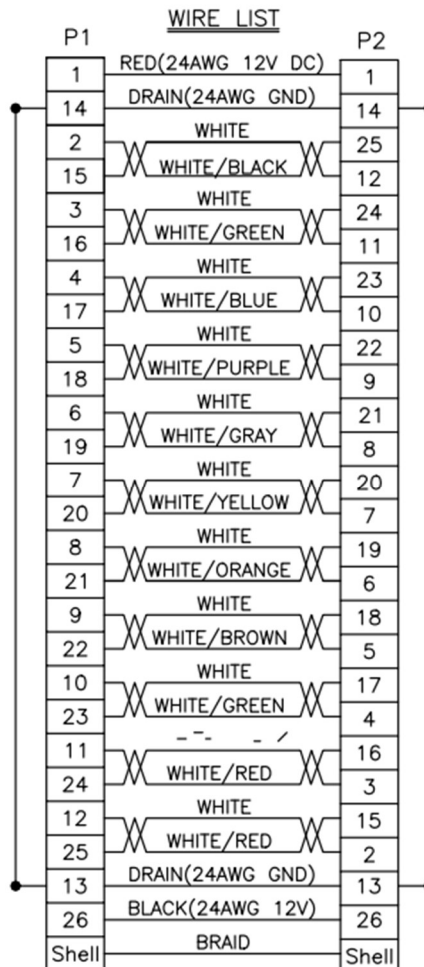 WIRE LIST
P1 P2
RED(24AWG 12V DC)
1 1
DRAIN(24AWG GND)
14 14
WHITE
2 25
WHITE/BLACK
15 12
WHITE
3 24
WHITE/GREEN
16 11
WHITE
4 23
WHITE/BLUE
17 10
WHITE
5 22
WHITE/PURPLE
18 9
WHITE
6 21
WHITE/GRAY
19 8
WHITE
7 20
WHITE/YELLOW
20 7
WHITE
8 19
WHITE/ORANGE
21 6
WHITE
9 18
WHITE/BROWN
22 5
WHITE
10 17
WHITE/GREEN
23 4
11 16
WHITE/RED
24 3
WHITE
12 15
WHITE/RED
25 2
DRAIN(24AWG GND)
13 13
BLACK(24AWG 12V)
26 26
BRAID
Shell Shell